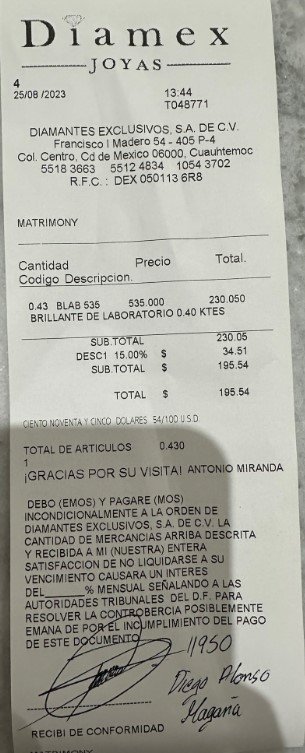 Diamex
JOYAS
4
25/08 /2023 13:44
T048771
DIAMANTES EXCLUSIVOS, S.A. DE C.V.
Francisco I Madero 54 - 405 P-4
Col. Centro, Cd de Mexico 06000, Cuauhtemoc
5518 3663 5512 4834 1054 3702
R.F.C. : DEX 050113 6R8
MATRIMONY
Cantidad Precio Total.
Codigo Descripcion.
0.43 BLAB 535 535.000 230.050
BRILLANTE DE LABORATORIO 0.40 KTES
SUB.TOTAL 230.05
DESC1 15.00% $ 34.51
SUB.TOTAL $ 195.54
TOTAL $ 195.54
CIENTO NOVENTA Y CINCO DOLARES 54/100 U.S.D
TOTAL DE ARTICULOS 0.430
1
¡GRACIAS POR SU VISITA! ANTONIO MIRANDA
DEBO (EMOS) Y PAGARE (MOS)
INCONDICIONALMENTE A LA ORDEN DE
DIAMANTES EXCLUSIVOS, S.A. DE C.V. LA
CANTIDAD DE MERCANCIAS ARRIBA DESCRITA
Y RECIBIDA A MI (NUESTRA) ENTERA
SATISFACCION DE NO LIQUIDARSE A SU
VENCIMIENTO CAUSARA UN INTERES
DEL______% MENSUAL SEÑALANDO A LAS
AUTORIDADES TRIBUNALES DEL D.F. PARA
RESOLVER LA CONTROBERCIA POSIBLEMENTE
EMANA DE POR EL INCUMPLIMIENTO DEL PAGO
DE ESTE DOCUMENTO
11950
Diego Alonso
Magaña
RECIBI DE CONFORMIDAD
MATRIMONY